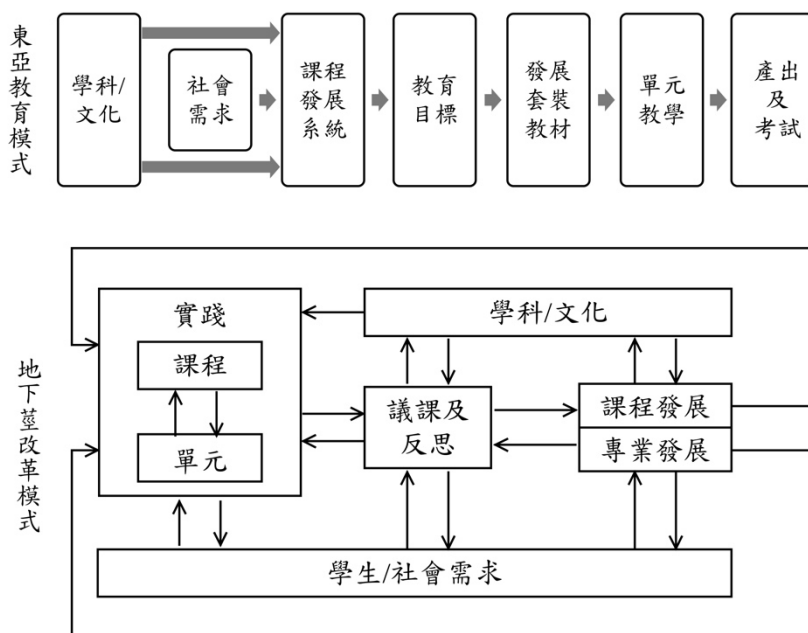 東亞教育模式
學科/
文化
社會
需求
課程
發展
系統
教育
目標
發展
套裝
教材
單元
教學
產出
及
考試
地下莖改革模式
實踐
課程
單元
學科/文化
議課及
反思
課程發展
專業發展
學生/社會需求